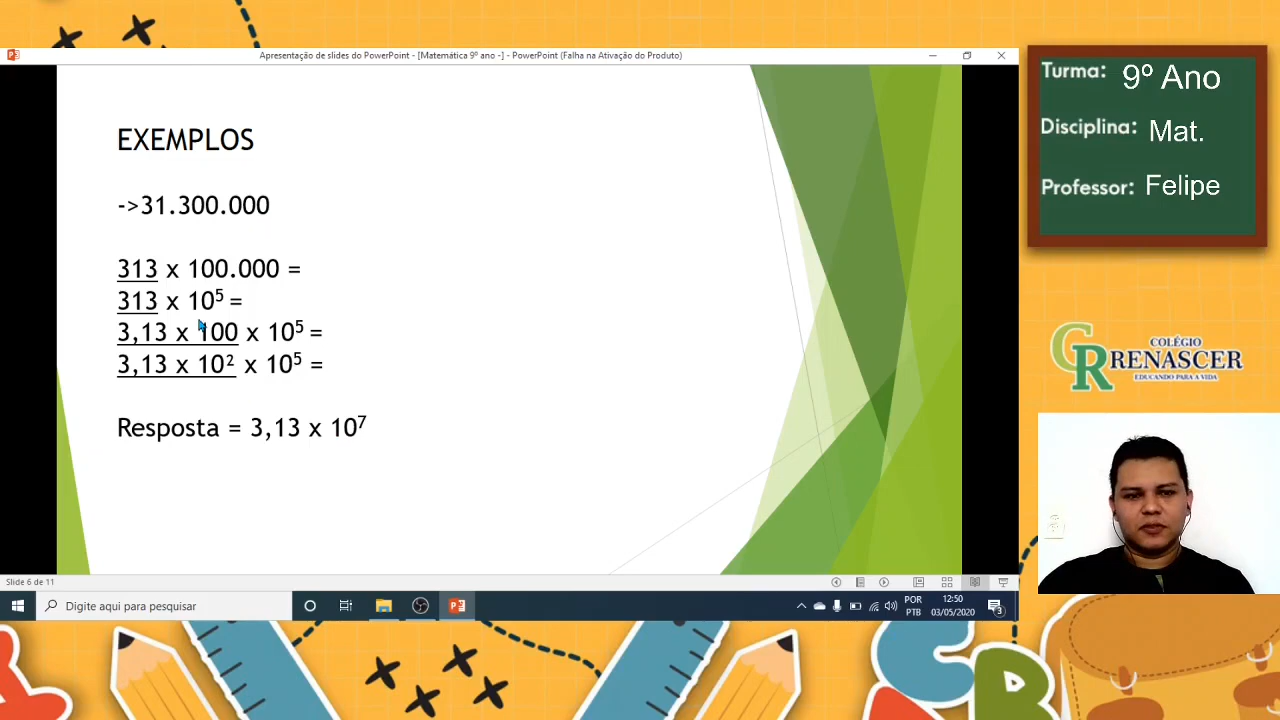 Apresentação de slides do PowerPoint - [Matemática 9º ano -] - PowerPoint (Falha na Ativação do Produto)
EXEMPLOS
->31.300.000
313 x 100.000 =
313 x 10⁵ =
3,13 x 100 x 10⁵ =
3,13 x 10² x 10⁵ =
Resposta = 3,13 x 10⁷
Slide 6 de 11
Digite aqui para pesquisar
POR
PTB
12:50
03/05/2020
3
Turma: 9º Ano
Disciplina: Mat.
Professor: Felipe
CR
COLÉGIO
RENASCER
EDUCANDO PARA A VIDA